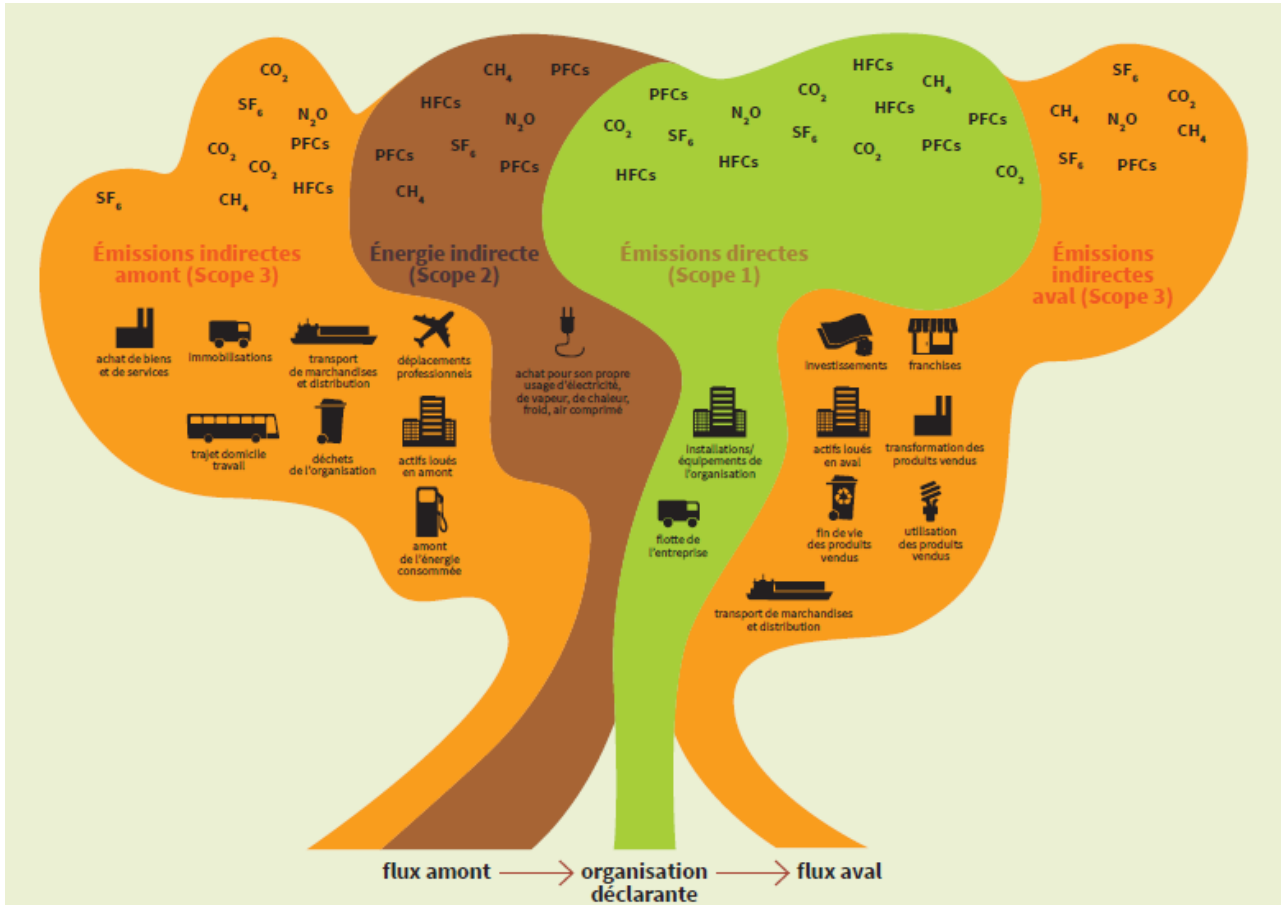 CO₂
SF₆
N₂O
CO₂
PFCs
CO₂
HFCs
CH₄
SF₆
Émissions indirectes
amont (Scope 3)
achat de biens
et de services
immobilisations
transport
de marchandises
et distribution
déplacements
professionnels
trajet domicile
travail
déchets
de l'organisation
actifs loués
en amont
amont
de l'énergie
consommée
CH₄
PFCs
HFCs
N₂O
SF₆
PFCs
PFCs
CH₄
Énergie indirecte
(Scope 2)
achat pour son propre
usage d'électricité,
de vapeur, de chaleur,
froid, air comprimé
HFCs
PFCs
CO₂
CH₄
N₂O
HFCs
CO₂
SF₆
SF₆
PFCs
HFCs
HFCs
CO₂
PFCs
CO₂
Émissions directes
(Scope 1)
installations/
équipements de
l'organisation
flotte de
l'entreprise
SF₆
CO₂
CH₄
N₂O
CH₄
SF₆
PFCs
Émissions
indirectes
aval (Scope 3)
investissements
franchises
actifs loués
en aval
transformation des
produits vendus
fin de vie
des produits
vendus
utilisation
des produits
vendus
transport de marchandises
et distribution
flux amont
organisation
déclarante
flux aval